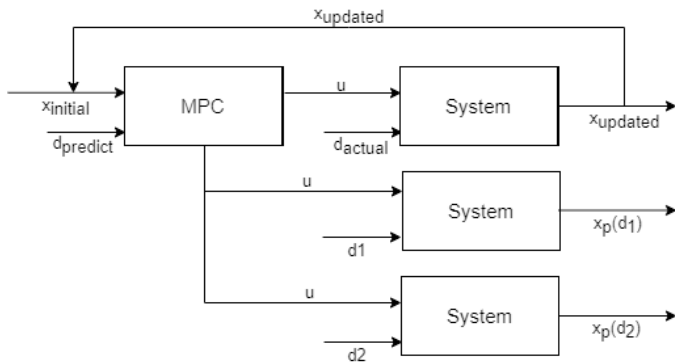 xupdated
u
MPC
System
xinitial
dpredict
dactual
xupdated
u
System
d1
xp(d1)
u
System
d2
xp(d2)